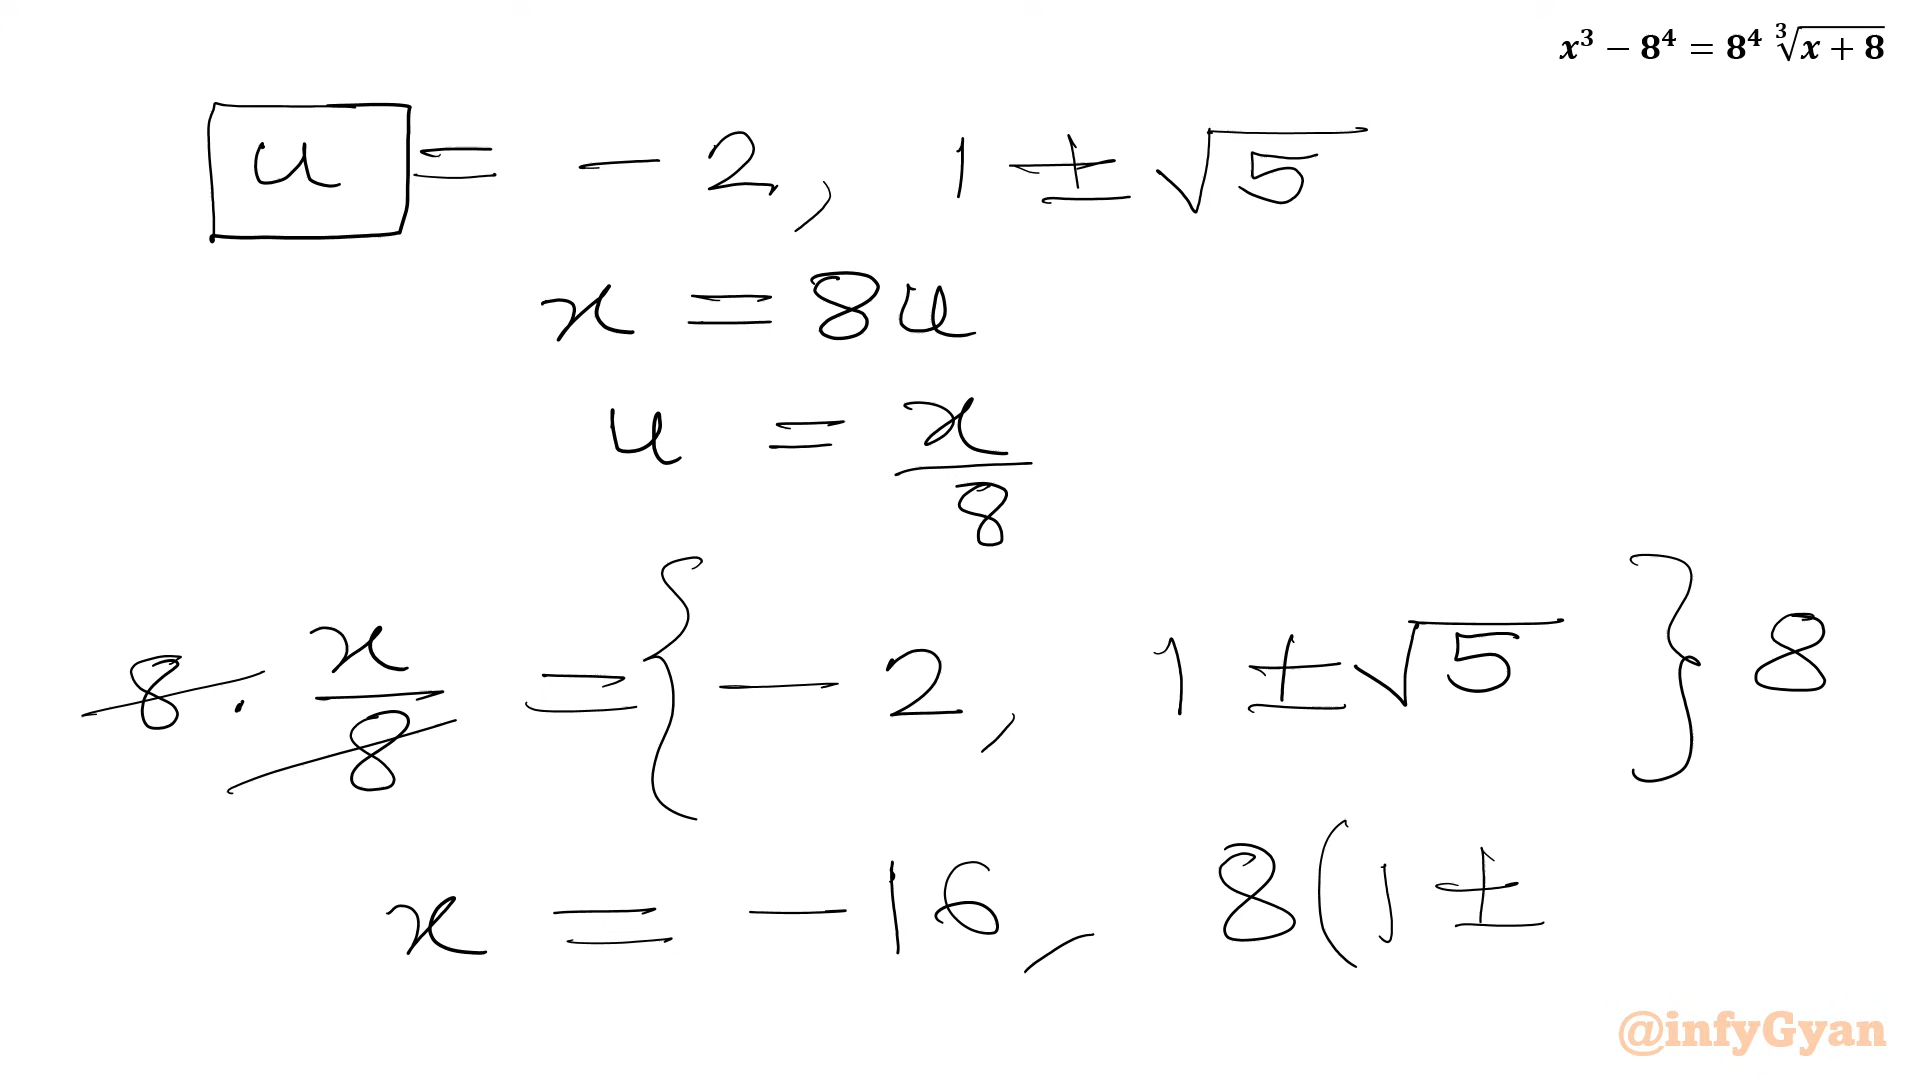 x³ − 8⁴ = 8⁴ ∛(x + 8)
u = − 2, 1 ± √5
x = 8u
u = x/8
8 · x/8 = { − 2, 1 ± √5 } 8
x = − 16, 8(1 ±
@infyGyan